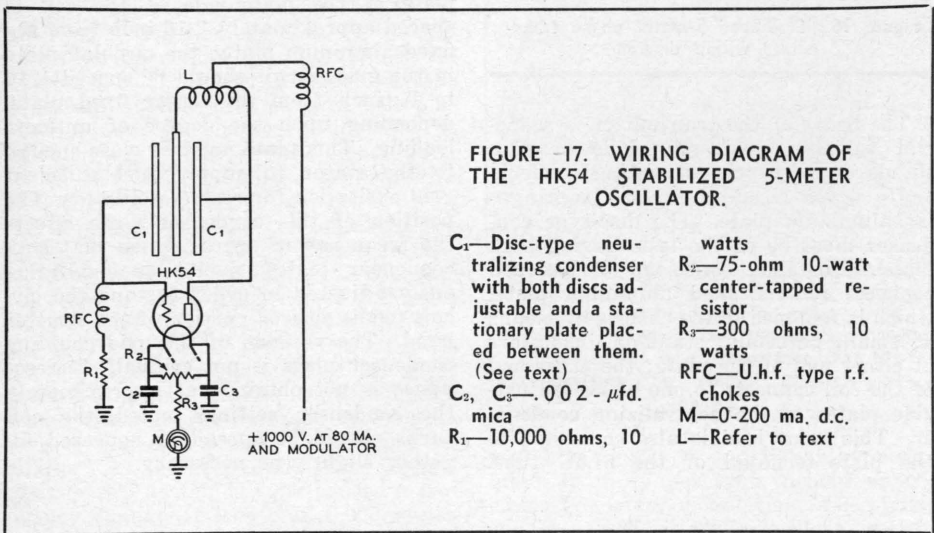 L
RFC
C₁
C₁
HK54
RFC
R₁
R₂
C₂
R₃
C₃
M
+ 1000 V. AT 80 MA.
AND MODULATOR
FIGURE 17. WIRING DIAGRAM OF
THE HK54 STABILIZED 5-METER
OSCILLATOR.
C₁—Disc-type neu-
tralizing condenser
with both discs ad-
justable and a sta-
tionary plate plac-
ed between them.
(See text)
C₂, C₃—.002-μfd.
mica
R₁—10,000 ohms, 10
watts
R₂—75-ohm 10-watt
center-tapped re-
sistor
R₃—300 ohms, 10
watts
RFC—U.h.f. type r.f.
chokes
M—0-200 ma. d.c.
L—Refer to text